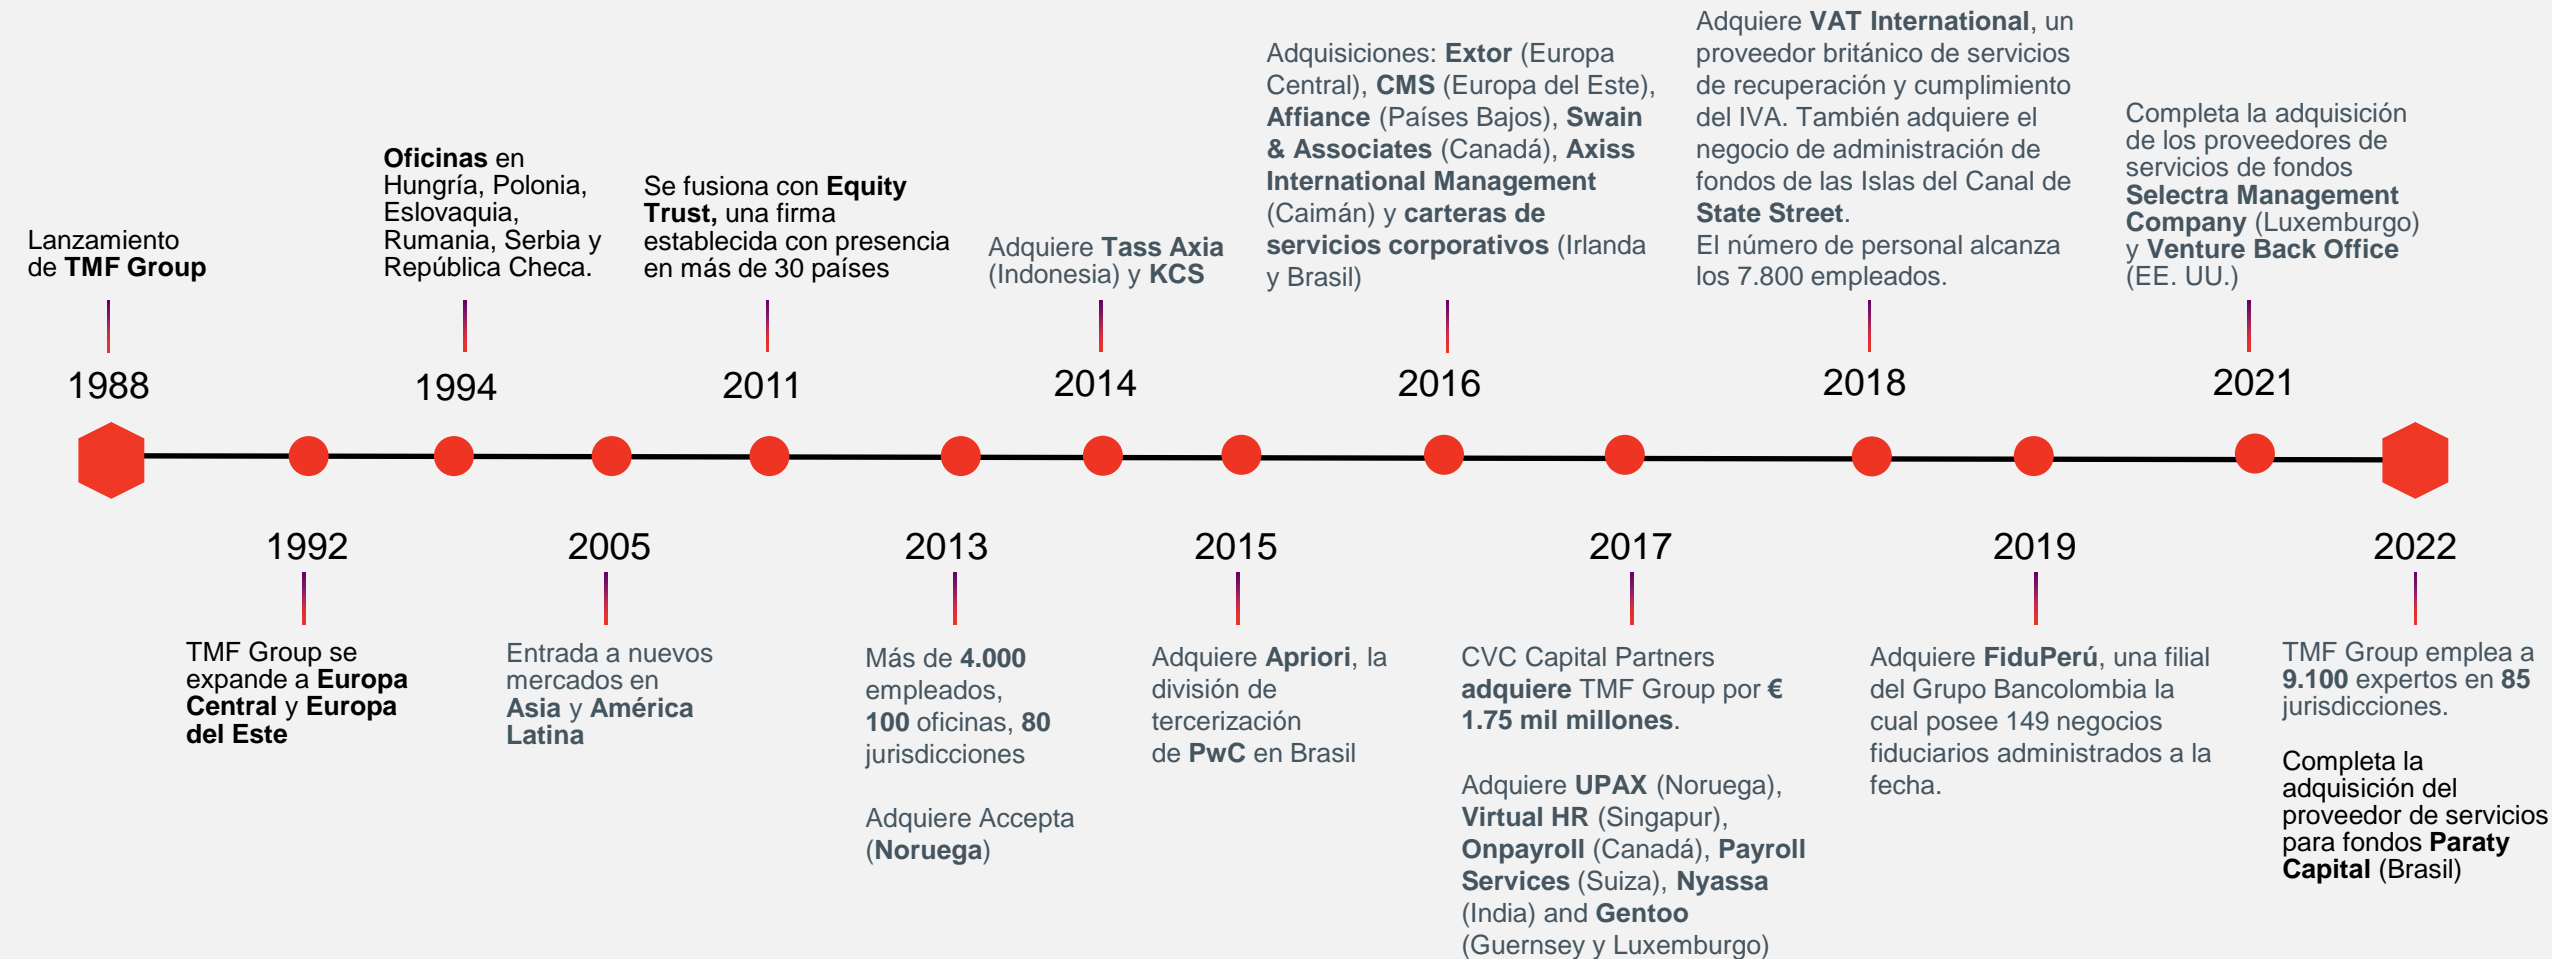 Lanzamiento
de TMF Group
1988
TMF Group se
expande a Europa
Central y Europa
del Este
1992
Oficinas en
Hungría, Polonia,
Eslovaquia,
Rumania, Serbia y
República Checa.
1994
2005
Entrada a nuevos
mercados en
Asia y América
Latina
Se fusiona con Equity
Trust, una firma
establecida con presencia
en más de 30 países
2011
2013
Más de 4.000
empleados,
100 oficinas, 80
jurisdicciones
Adquiere Accepta
(Noruega)
Adquiere Tass Axia
(Indonesia) y KCS
2014
2015
Adquiere Apriori, la
división de
tercerización
de PwC en Brasil
Adquisiciones: Extor (Europa
Central), CMS (Europa del Este),
Affiance (Países Bajos), Swain
& Associates (Canadá), Axiss
International Management
(Caimán) y carteras de
servicios corporativos (Irlanda
y Brasil)
2016
2017
CVC Capital Partners
adquiere TMF Group por €
1.75 mil millones.
Adquiere UPAX (Noruega),
Virtual HR (Singapur),
Onpayroll (Canadá), Payroll
Services (Suiza), Nyassa
(India) and Gentoo
(Guernsey y Luxemburgo)
Adquiere VAT International, un
proveedor británico de servicios
de recuperación y cumplimiento
del IVA. También adquiere el
negocio de administración de
fondos de las Islas del Canal de
State Street.
El número de personal alcanza
los 7.800 empleados.
2018
2019
Adquiere FiduPerú, una filial
del Grupo Bancolombia la
cual posee 149 negocios
fiduciarios administrados a la
fecha.
Completa la adquisición
de los proveedores de
servicios de fondos
Selectra Management
Company (Luxemburgo)
y Venture Back Office
(EE. UU.)
2021
2022
TMF Group emplea a
9.100 expertos en 85
jurisdicciones.
Completa la
adquisición del
proveedor de servicios
para fondos Paraty
Capital (Brasil)